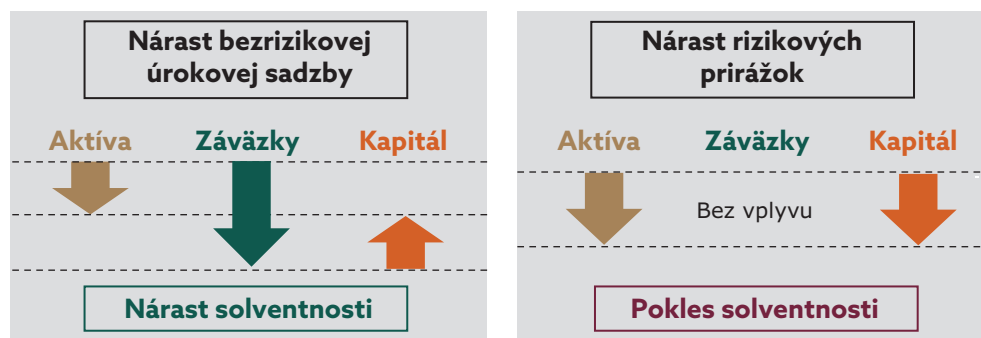 Nárast bezrizikovej
úrokovej sadzby
Aktíva Záväzky Kapitál
Nárast solventnosti
Nárast rizikových
prirážok
Aktíva Záväzky Kapitál
Bez vplyvu
Pokles solventnosti